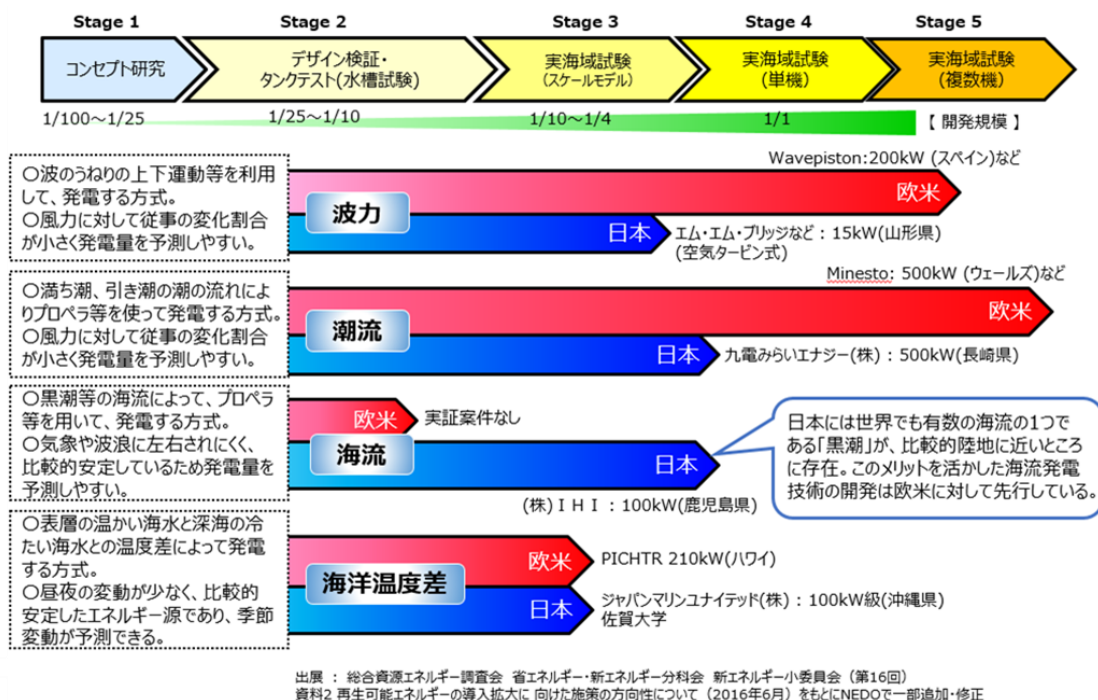 Stage 1
Stage 2
Stage 3
Stage 4
Stage 5
コンセプト研究
デザイン検証・
タンクテスト(水槽試験)
実海域試験
(スケールモデル)
実海域試験
(単機)
実海域試験
(複数機)
1/100～1/25
1/25～1/10
1/10～1/4
1/1
【 開発規模 】
〇波のうねりの上下運動等を利用
して、発電する方式。
〇風力に対して従事の変化割合
が小さく発電量を予測しやすい。
波力
Wavepiston:200kW (スペイン)など
欧米
日本
エム・エム・ブリッジなど：15kW(山形県)
(空気タービン式)
〇満ち潮、引き潮の潮の流れによ
りプロペラ等を使って発電する方式。
〇風力に対して従事の変化割合
が小さく発電量を予測しやすい。
潮流
Minesto: 500kW (ウェールズ)など
欧米
日本
九電みらいエナジー(株)：500kW(長崎県)
〇黒潮等の海流によって、プロペラ
等を用いて、発電する方式。
〇気象や波浪に左右されにくく、
比較的安定しているため発電量を
予測しやすい。
海流
欧米
実証案件なし
日本
(株)ＩＨＩ：100kW(鹿児島県)
日本には世界でも有数の海流の1つで
ある「黒潮」が、比較的陸地に近いところ
に存在。このメリットを活かした海流発電
技術の開発は欧米に対して先行している。
〇表層の温かい海水と深海の冷
たい海水との温度差によって発電
する方式。
〇昼夜の変動が少なく、比較的
安定したエネルギー源であり、季節
変動が予測できる。
海洋温度差
欧米
PICHTR 210kW(ハワイ)
日本
ジャパンマリンユナイテッド(株)：100kW級(沖縄県)
佐賀大学
出展 ： 総合資源エネルギー調査会 省エネルギー・新エネルギー分科会 新エネルギー小委員会（第16回）
資料2 再生可能エネルギーの導入拡大に 向けた施策の方向性について（2016年6月）をもとにNEDOで一部追加・修正